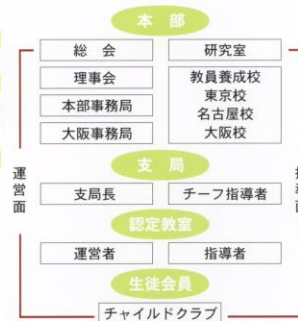 本部
総会
研究室
理事会
教員養成校
東京校
名古屋校
大阪校
本部事務局
大阪事務局
運営面
支局
支局長
チーフ指導者
認定教室
運営者
指導者
生徒会員
チャイルドクラブ